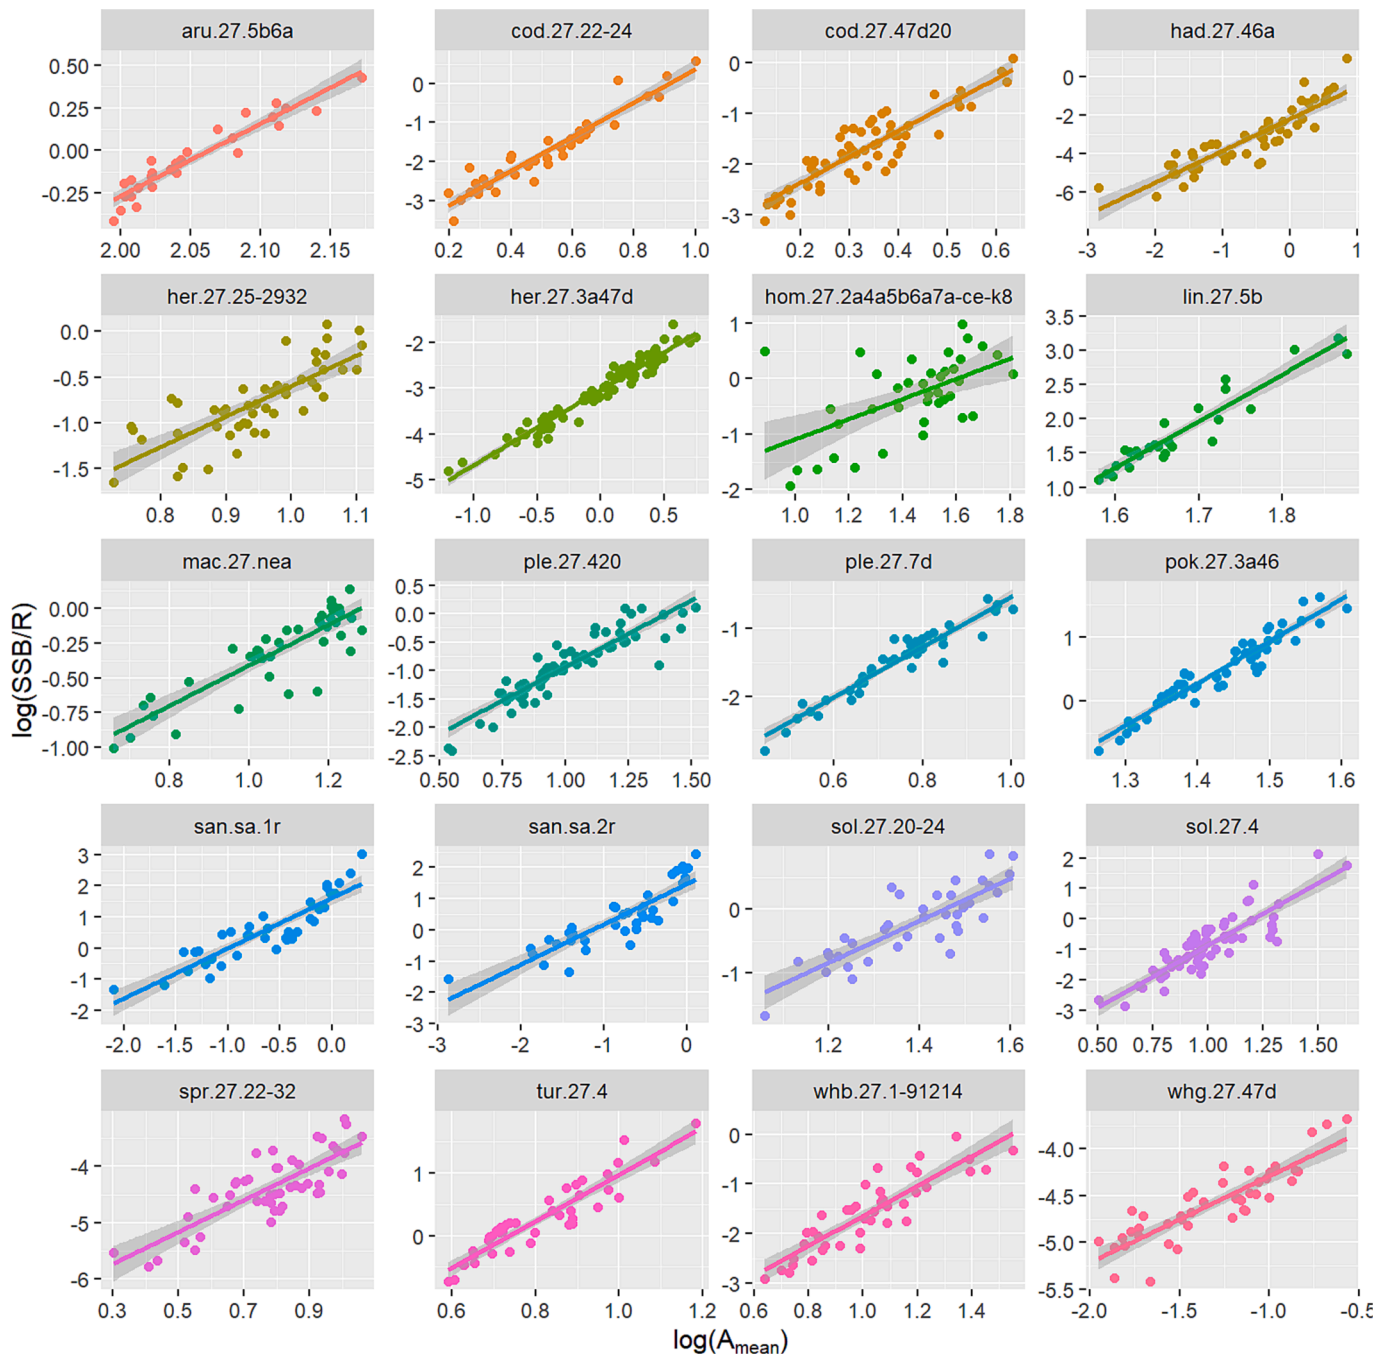 aru.27.5b6a
cod.27.22-24
cod.27.47d20
had.27.46a
0.50
0.25
0.00
-0.25
0
-1
-2
-3
0
-1
-2
-3
0
-2
-4
-6
2.00 2.05 2.10 2.15
0.2 0.4 0.6 0.8 1.0
0.2 0.3 0.4 0.5 0.6
-3 -2 -1 0 1
her.27.25-2932
her.27.3a47d
hom.27.2a4a5b6a7a-ce-k8
lin.27.5b
0.0
-0.5
-1.0
-1.5
-2
-3
-4
-5
1
0
-1
-2
3.5
3.0
2.5
2.0
1.5
1.0
0.8 0.9 1.0 1.1
-1.0 -0.5 0.0 0.5
1.0 1.2 1.4 1.6 1.8
1.6 1.7 1.8
mac.27.nea
ple.27.420
ple.27.7d
pok.27.3a46
log(SSB/R)
0.00
-0.25
-0.50
-0.75
-1.00
0.5
0.0
-0.5
-1.0
-1.5
-2.0
-2.5
-1
-2
1
0
0.8 1.0 1.2
0.50 0.75 1.00 1.25 1.50
0.6 0.8 1.0
1.3 1.4 1.5 1.6
san.sa.1r
san.sa.2r
sol.27.20-24
sol.27.4
3
2
1
0
-1
-2
2
1
0
-1
-2
-3
0
-1
2
1
0
-1
-2
-3
-2.0 -1.5 -1.0 -0.5 0.0
-3 -2 -1 0
1.2 1.4 1.6
0.50 0.75 1.00 1.25 1.50
spr.27.22-32
tur.27.4
whb.27.1-91214
whg.27.47d
-4
-5
-6
1
0
0
-1
-2
-3
-4.0
-4.5
-5.0
-5.5
0.3 0.5 0.7 0.9
0.6 0.8 1.0 1.2
0.6 0.8 1.0 1.2 1.4
-2.0 -1.5 -1.0 -0.5
log(Amean)